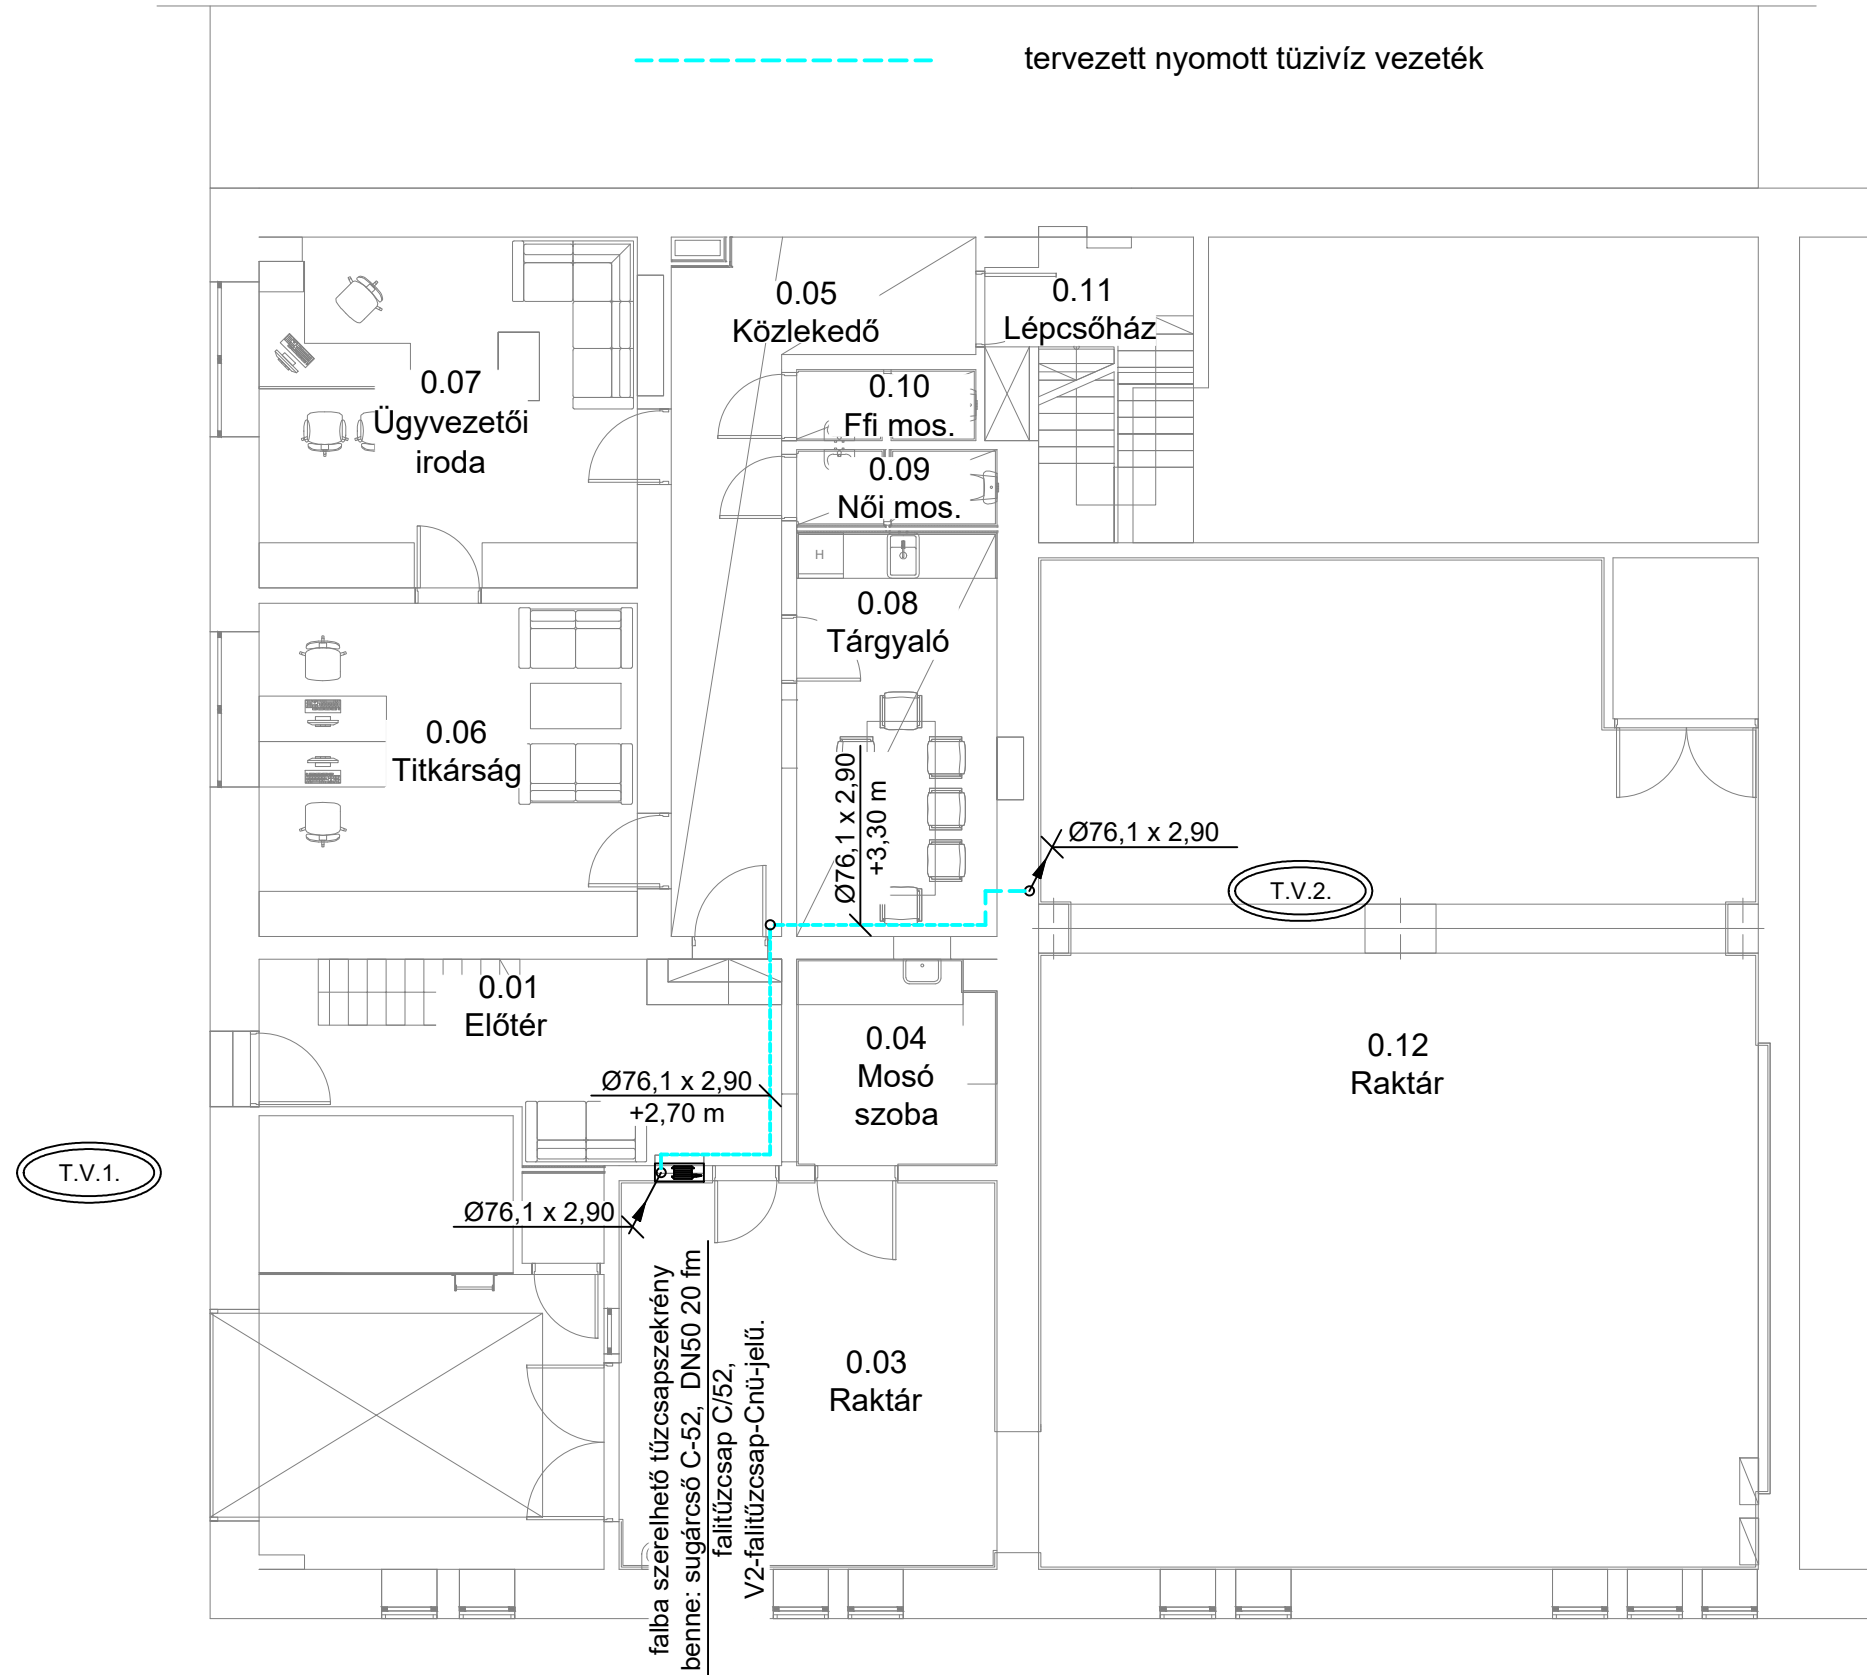 tervezett nyomott tüzivíz vezeték
0.05
Közlekedő
0.11
Lépcsőház
0.07
Ügyvezetői
iroda
0.10
Ffi mos.
0.09
Női mos.
H
0.08
Tárgyaló
0.06
Titkárság
Ø76,1 x 2,90
+3,30 m
Ø76,1 x 2,90
T.V.2.
0.01
Előtér
0.04
Mosó
szoba
0.12
Raktár
Ø76,1 x 2,90
+2,70 m
T.V.1.
Ø76,1 x 2,90
falba szerelhető tűzcsapszekrény
benne: sugárcső C-52, DN50 20 fm
falitűzcsap C/52,
V2-falitűzcsap-Cnü-jelű.
0.03
Raktár